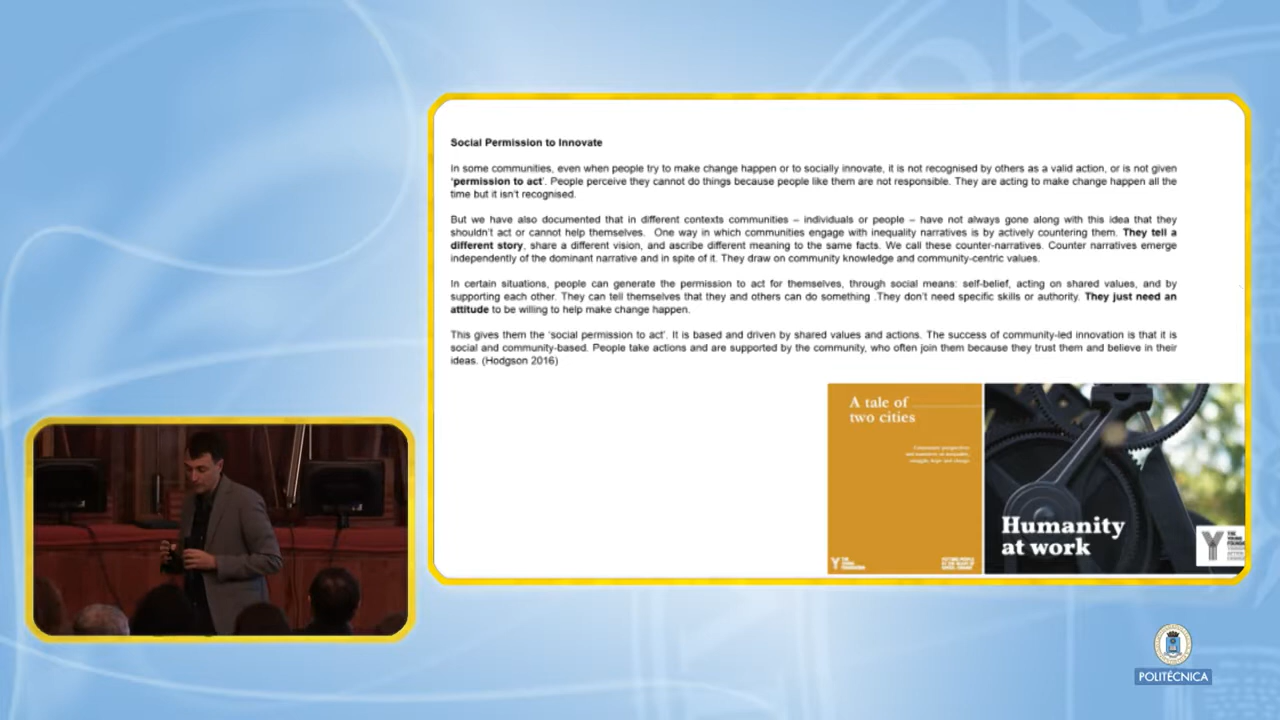 Social Permission to Innovate
In some communities, even when people try to make change happen or to socially innovate, it is not recognised by others as a valid action, or is not given
'permission to act'. People perceive they cannot do things because people like them are not responsible. They are acting to make change happen all the
time but it isn't recognised.
But we have also documented that in different contexts communities – individuals or people – have not always gone along with this idea that they
shouldn't act or cannot help themselves. One way in which communities engage with inequality narratives is by actively countering them. They tell a
different story, share a different vision, and ascribe different meaning to the same facts. We call these counter-narratives. Counter narratives emerge
independently of the dominant narrative and in spite of it. They draw on community knowledge and community-centric values.
In certain situations, people can generate the permission to act for themselves, through social means: self-belief, acting on shared values, and by
supporting each other. They can tell themselves that they and others can do something .They don't need specific skills or authority. They just need an
attitude to be willing to help make change happen.
This gives them the 'social permission to act'. It is based and driven by shared values and actions. The success of community-led innovation is that it is
social and community-based. People take actions and are supported by the community, who often join them because they trust them and believe in their
ideas. (Hodgson 2016)
A tale of
two cities
Humanity
at work
POLITÉCNICA